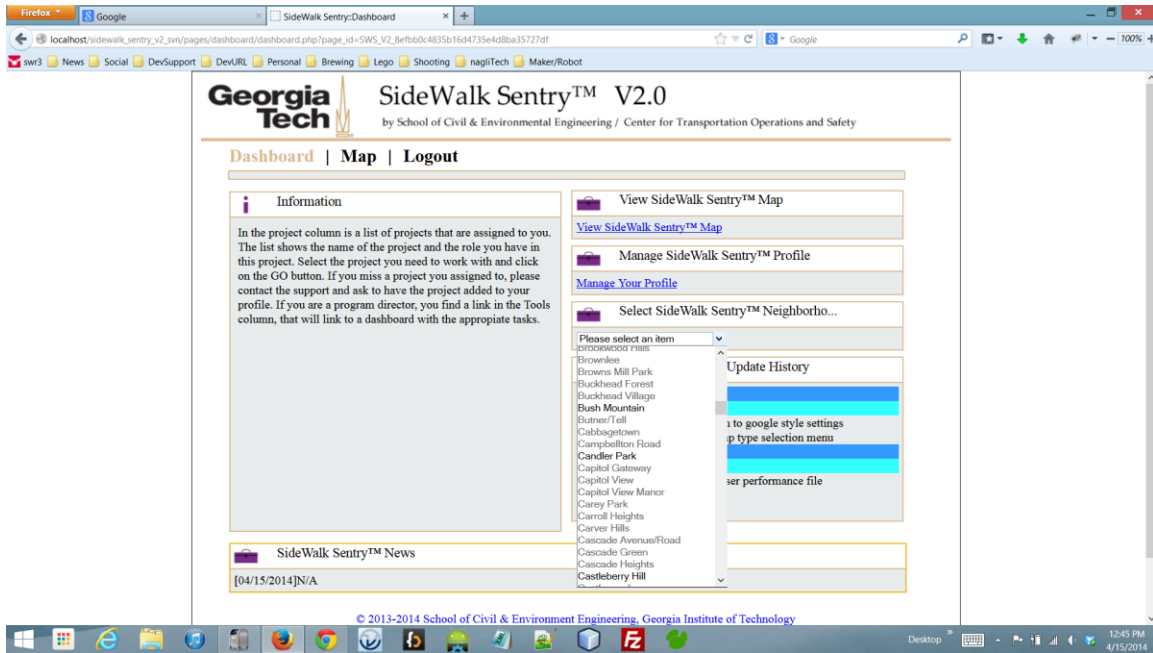 Firefox
Google
SideWalk Sentry::Dashboard
localhost/sidewalk_sentry_v2_svn/pages/dashboard/dashboard.php?page_id=SWS_V2_8efbb0c4835b16d4735e4d8ba35727df
Google
100%
swr3 News Social DevSupport DevURL Personal Brewing Lego Shooting nagliTech Maker/Robot
Georgia
Tech
SideWalk Sentry™ V2.0
by School of Civil & Environmental Engineering / Center for Transportation Operations and Safety
Dashboard | Map | Logout
Information
In the project column is a list of projects that are assigned to you.
The list shows the name of the project and the role you have in
this project. Select the project you need to work with and click
on the GO button. If you miss a project you assigned to, please
contact the support and ask to have the project added to your
profile. If you are a program director, you find a link in the Tools
column, that will link to a dashboard with the appropiate tasks.
View SideWalk Sentry™ Map
View SideWalk Sentry™ Map
Manage SideWalk Sentry™ Profile
Manage Your Profile
Select SideWalk Sentry™ Neighborho...
Please select an item
Brookwood Hills
Brownlee
Browns Mill Park
Buckhead Forest
Buckhead Village
Bush Mountain
Butner/Tell
Cabbagetown
Campbellton Road
Candler Park
Capitol Gateway
Capitol View
Capitol View Manor
Carey Park
Carroll Heights
Carver Hills
Cascade Avenue/Road
Cascade Green
Cascade Heights
Castleberry Hill
Update History
to google style settings
type selection menu
performance file
SideWalk Sentry™ News
[04/15/2014]N/A
© 2013-2014 School of Civil & Environment Engineering, Georgia Institute of Technology
Desktop
12:45 PM
4/15/2014